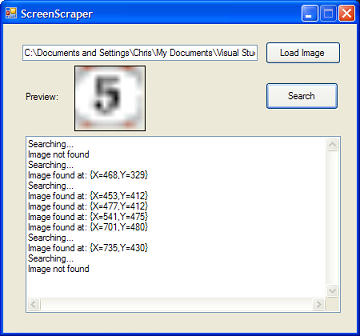 ScreenScraper
C:\Documents and Settings\Chris\My Documents\Visual Stu
Load Image
Preview:
5
Search
Searching...
Image not found
Searching...
Image found at: {X=468,Y=329}
Searching...
Image found at: {X=453,Y=412}
Image found at: {X=477,Y=412}
Image found at: {X=541,Y=475}
Image found at: {X=701,Y=480}
Searching...
Image found at: {X=735,Y=430}
Searching...
Image not found